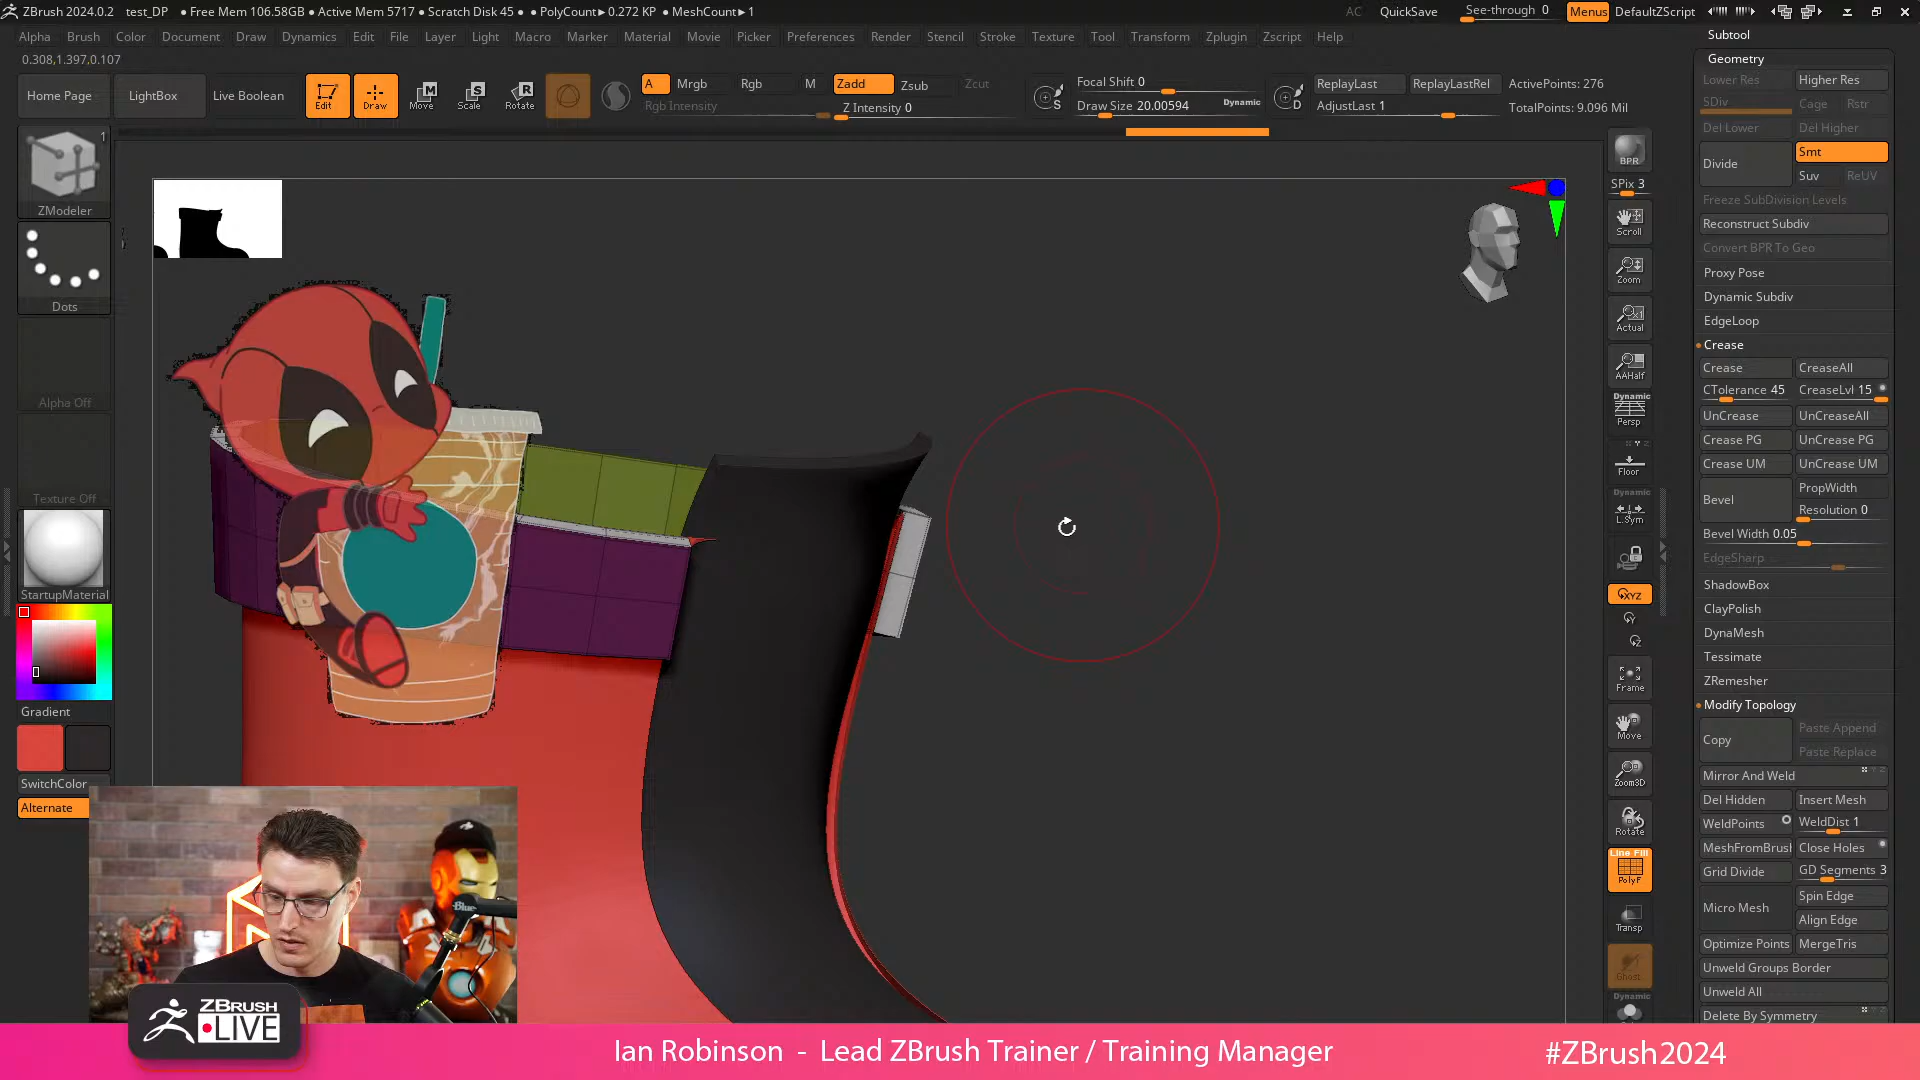 ZBrush 2024.0.2 test_DP ● Free Mem 106.58GB ● Active Mem 5717 ● Scratch Disk 45 ● PolyCount► 0.272 KP ● MeshCount► 1 AC QuickSave See-through 0 Menus DefaultZScript
Alpha Brush Color Document Draw Dynamics Edit File Layer Light Macro Marker Material Movie Picker Preferences Render Stencil Stroke Texture Tool Transform Zplugin Zscript Help
0.308,1.397,0.107
Home Page LightBox Live Boolean Edit Draw Move Scale Rotate
A Mrgb Rgb M Zadd Zsub Zcut
Rgb Intensity Z Intensity 0
Focal Shift 0
Draw Size 20.00594 Dynamic
S D
ReplayLast ReplayLastRel ActivePoints: 276
AdjustLast 1 TotalPoints: 9.096 Mil
1
ZModeler
Dots
Alpha Off
Texture Off
StartupMaterial
Gradient
SwitchColor
Alternate
BPR
SPix 3
Scroll
Zoom
Actual
AAHalf
Dynamic
Persp
Floor
Dynamic
L.Sym
XYZ
Frame
Move
Zoom3D
Rotate
Line Fill
PolyF
Transp
Ghost
Dynamic
Subtool
Geometry
Lower Res Higher Res
SDiv Cage Rstr
Del Lower Del Higher
Divide Smt
Suv ReUV
Freeze SubDivision Levels
Reconstruct Subdiv
Convert BPR To Geo
Proxy Pose
Dynamic Subdiv
EdgeLoop
Crease
Crease CreaseAll
CTolerance 45 CreaseLvl 15
UnCrease UnCreaseAll
Crease PG UnCrease PG
Crease UM UnCrease UM
Bevel PropWidth
Resolution 0
Bevel Width 0.05
EdgeSharp
ShadowBox
ClayPolish
DynaMesh
Tessimate
ZRemesher
Modify Topology
Copy Paste Append
Paste Replace
Mirror And Weld
Del Hidden Insert Mesh
WeldPoints WeldDist 1
MeshFromBrush Close Holes
Grid Divide GD Segments 3
Micro Mesh Spin Edge
Align Edge
Optimize Points MergeTris
Unweld Groups Border
Unweld All
Delete By Symmetry
Blue
ZBRUSH
LIVE
Ian Robinson - Lead ZBrush Trainer / Training Manager
#ZBrush2024